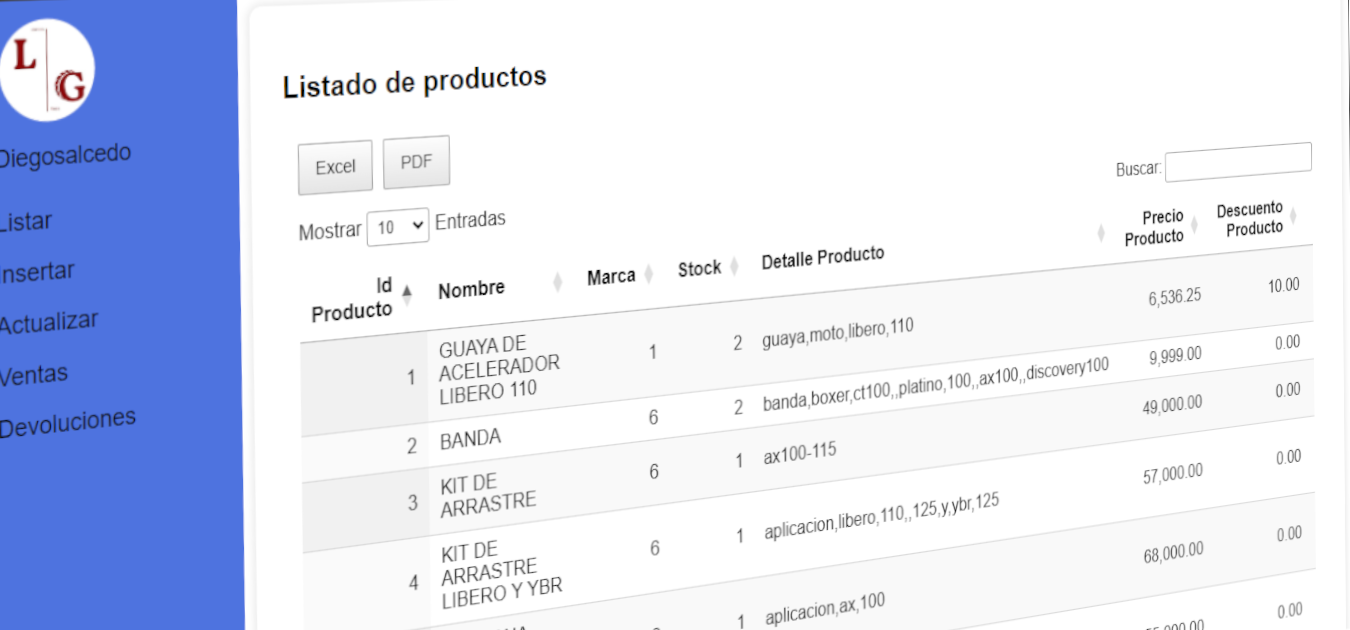 L
G
Diegosalcedo
Listar
Insertar
Actualizar
Ventas
Devoluciones
Listado de productos
Excel PDF
Buscar:
Mostrar 10 Entradas
Id Producto Nombre Marca Stock Detalle Producto Precio Producto Descuento Producto
1 GUAYA DE ACELERADOR LIBERO 110 1 2 guaya,moto,libero,110 6,536.25 10.00
2 BANDA 6 2 banda,boxer,ct100,,platino,100,,ax100,,discovery100 9,999.00 0.00
3 KIT DE ARRASTRE 6 1 ax100-115 49,000.00 0.00
4 KIT DE ARRASTRE LIBERO Y YBR 6 1 aplicacion,libero,110,,125,y,ybr,125 57,000.00 0.00
1 aplicacion,ax,100 68,000.00 0.00
0.00